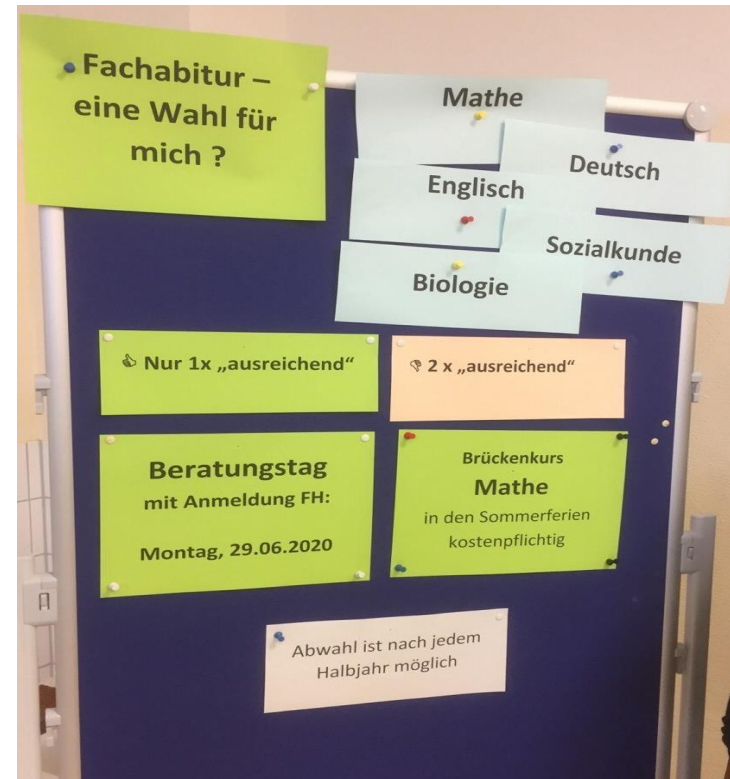 Fachabitur –
eine Wahl für
mich ?
Mathe
Deutsch
Englisch
Sozialkunde
Biologie
👍 Nur 1x „ausreichend“
👎 2 x „ausreichend“
Beratungstag
mit Anmeldung FH:
Montag, 29.06.2020
Brückenkurs
Mathe
in den Sommerferien
kostenpflichtig
Abwahl ist nach jedem
Halbjahr möglich